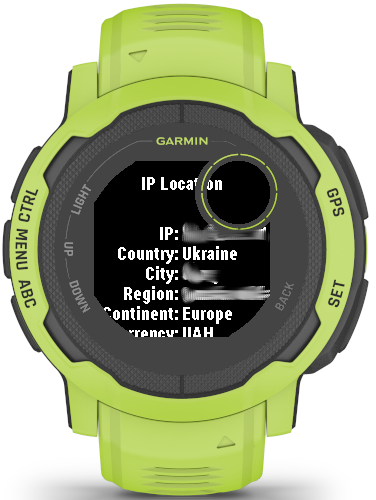 GARMIN
LIGHT
CTRL
MENU
UP
ABC
DOWN
GPS
SET
BACK
IP Location
IP:
Country: Ukraine
City:
Region:
Continent: Europe
UAH